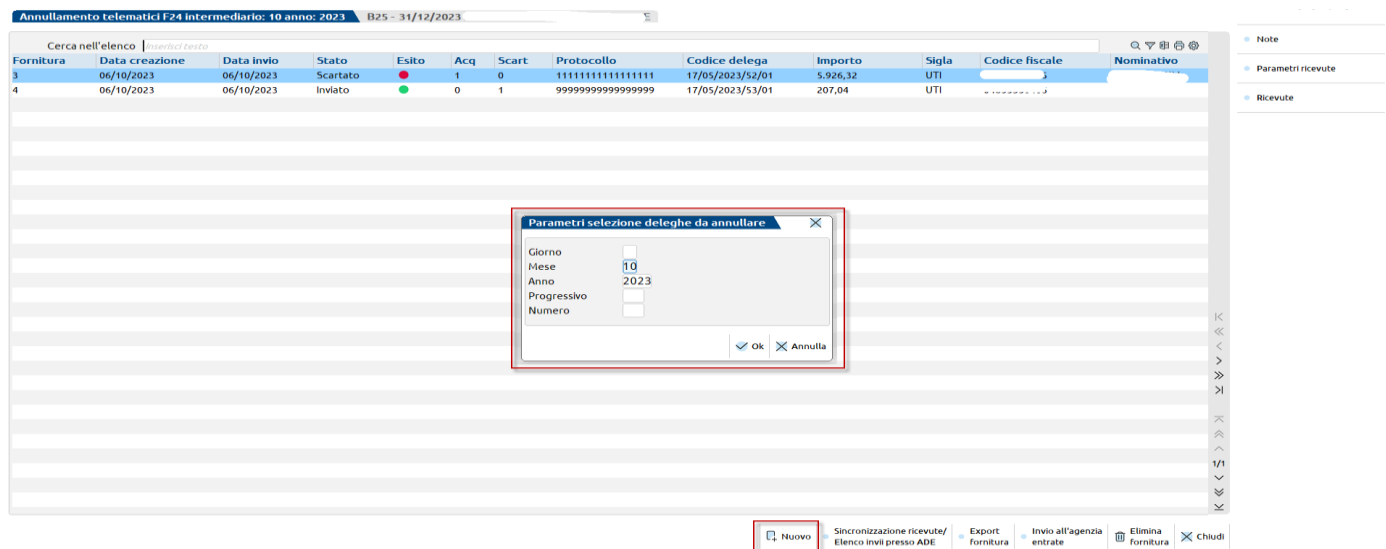 Annullamento telematici F24 intermediario: 10 anno: 2023 B25 - 31/12/2023
Cerca nell'elenco Inserisci testo
Fornitura Data creazione Data invio Stato Esito Acq Scart Protocollo Codice delega Importo Sigla Codice fiscale Nominativo
3 06/10/2023 06/10/2023 Scartato 1 0 11111111111111111 17/05/2023/52/01 5.926,32 UTI
4 06/10/2023 06/10/2023 Inviato 0 1 99999999999999999 17/05/2023/53/01 207,04 UTI
Note
Parametri ricevute
Ricevute
Parametri selezione deleghe da annullare
Giorno
Mese 10
Anno 2023
Progressivo
Numero
Ok Annulla
1/1
Nuovo
Sincronizzazione ricevute/
Elenco invii presso ADE
Export
fornitura
Invio all'agenzia
entrate
Elimina
fornitura
Chiudi